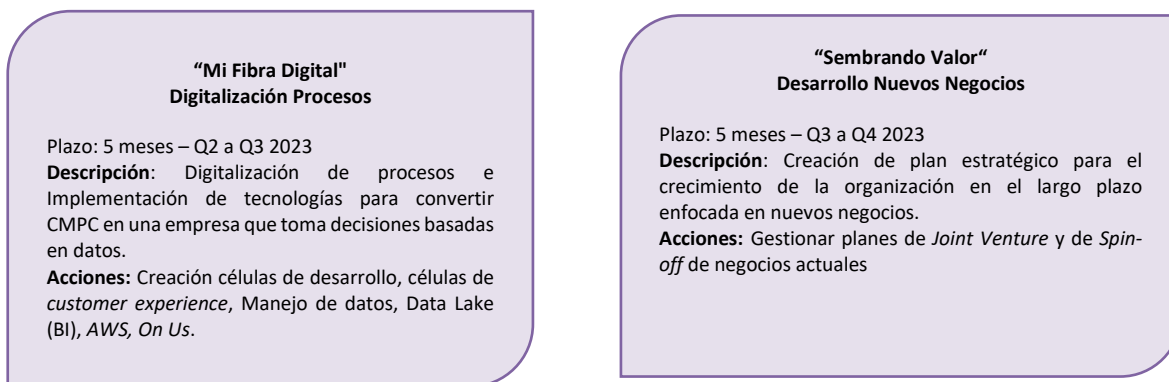 “Mi Fibra Digital"
Digitalización Procesos
Plazo: 5 meses – Q2 a Q3 2023
Descripción: Digitalización de procesos e
Implementación de tecnologías para convertir
CMPC en una empresa que toma decisiones basadas
en datos.
Acciones: Creación células de desarrollo, células de
customer experience, Manejo de datos, Data Lake
(BI), AWS, On Us.
“Sembrando Valor“
Desarrollo Nuevos Negocios
Plazo: 5 meses – Q3 a Q4 2023
Descripción: Creación de plan estratégico para el
crecimiento de la organización en el largo plazo
enfocada en nuevos negocios.
Acciones: Gestionar planes de Joint Venture y de Spin-
off de negocios actuales